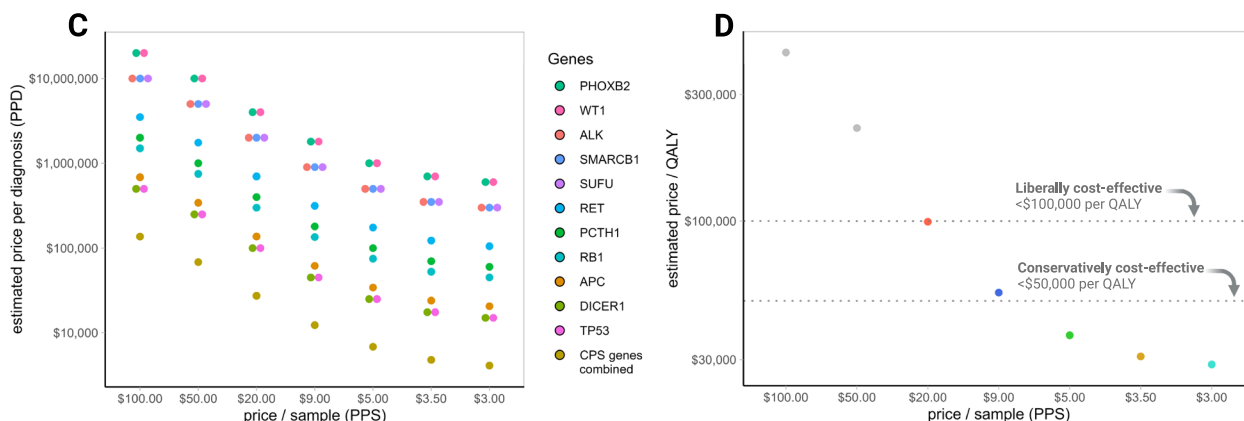 C
estimated price per diagnosis (PPD)
$10,000,000
$1,000,000
$100,000
$10,000
$100.00
$50.00
$20.00
$9.00
$5.00
$3.50
$3.00
price / sample (PPS)
Genes
PHOXB2
WT1
ALK
SMARCB1
SUFU
RET
PCTH1
RB1
APC
DICER1
TP53
CPS genes
combined
D
estimated price / QALY
$300,000
$100,000
$30,000
Liberally cost-effective
<$100,000 per QALY
Conservatively cost-effective
<$50,000 per QALY
$100.00
$50.00
$20.00
$9.00
$5.00
$3.50
$3.00
price / sample (PPS)